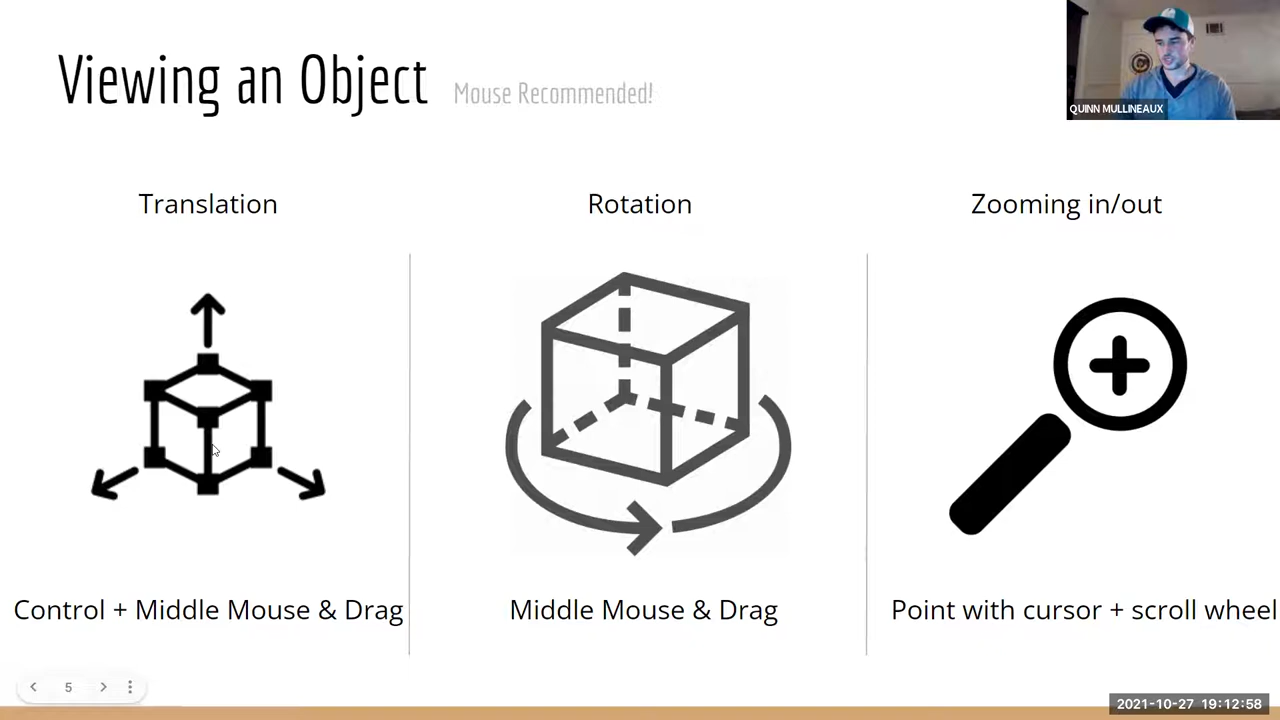 Viewing an Object Mouse Recommended!
QUINN MULLINEAUX
Translation
Rotation
Zooming in/out
Control + Middle Mouse & Drag
Middle Mouse & Drag
Point with cursor + scroll wheel
5
2021-10-27 19:12:58